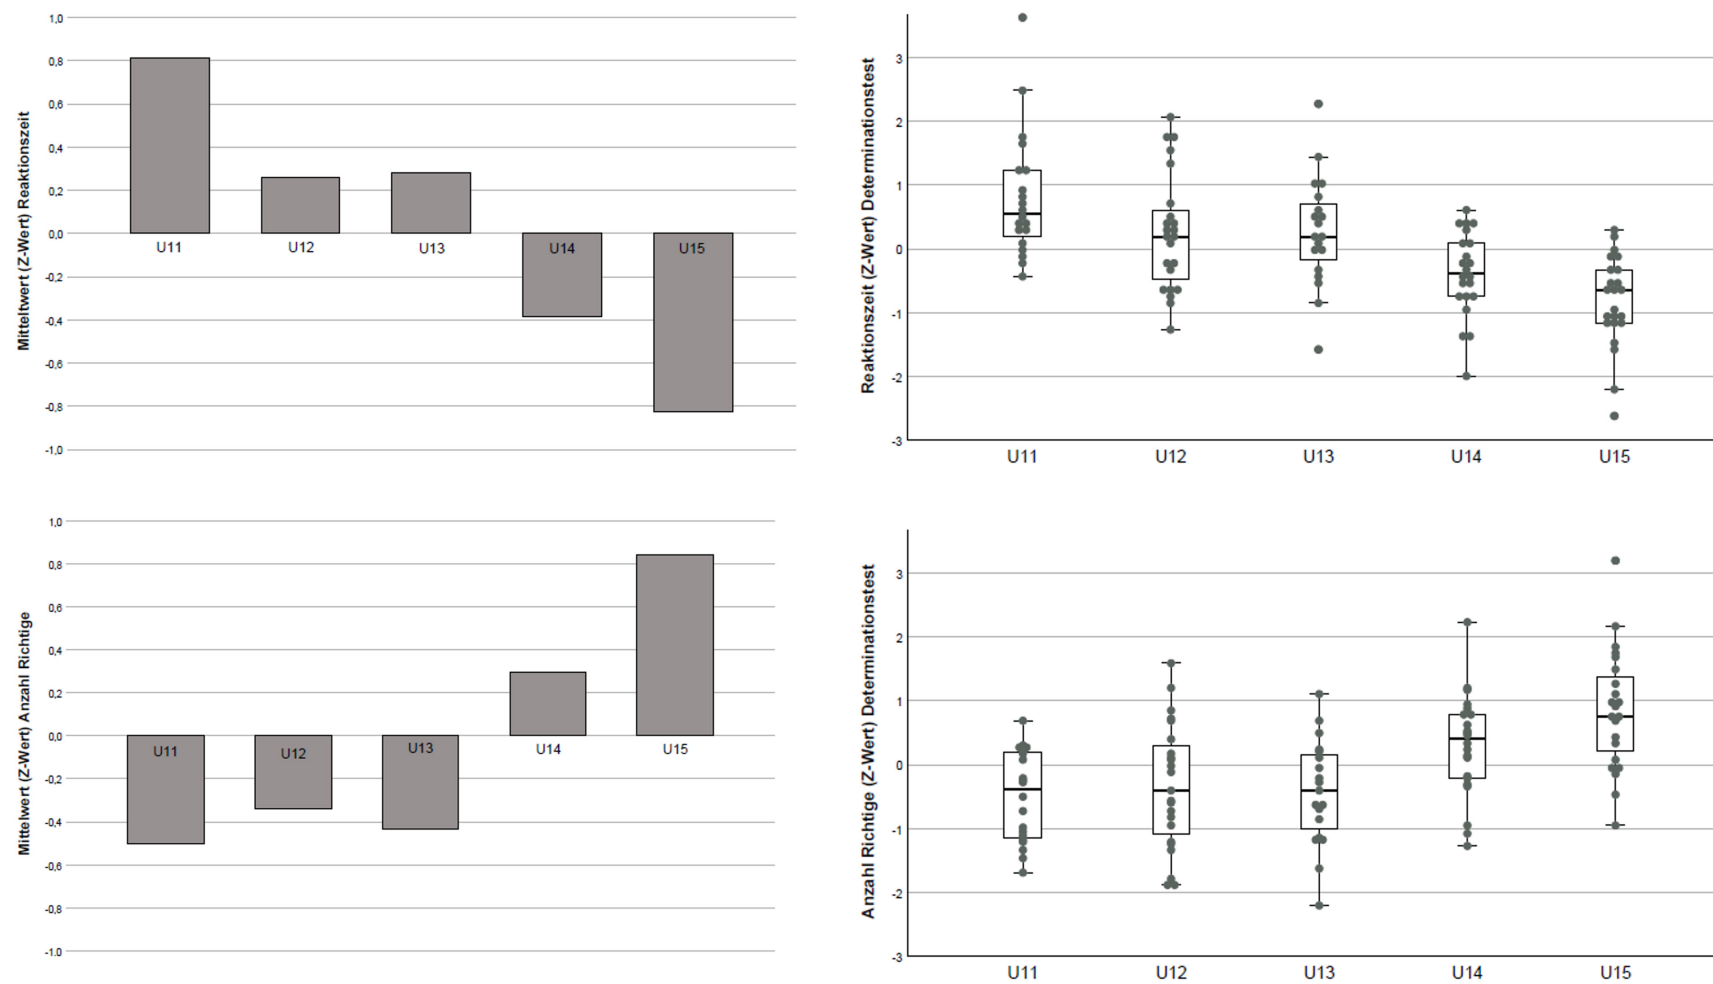 Mitteltwert (Z-Wert) Reaktionszeit
1,0
0,8
0,6
0,4
0,2
0,0
-0,2
-0,4
-0,6
-0,8
-1,0
U11
U12
U13
U14
U15
Reaktionszeit (Z-Wert) Determinationstest
3
2
1
0
-1
-2
-3
U11
U12
U13
U14
U15
Mittelwert (Z-Wert) Anzahl Richtige
1,0
0,8
0,6
0,4
0,2
0,0
-0,2
-0,4
-0,6
-0,8
-1.0
U11
U12
U13
U14
U15
Anzahl Richtige (Z-Wert) Determinationstest
3
2
1
0
-1
-2
-3
U11
U12
U13
U14
U15